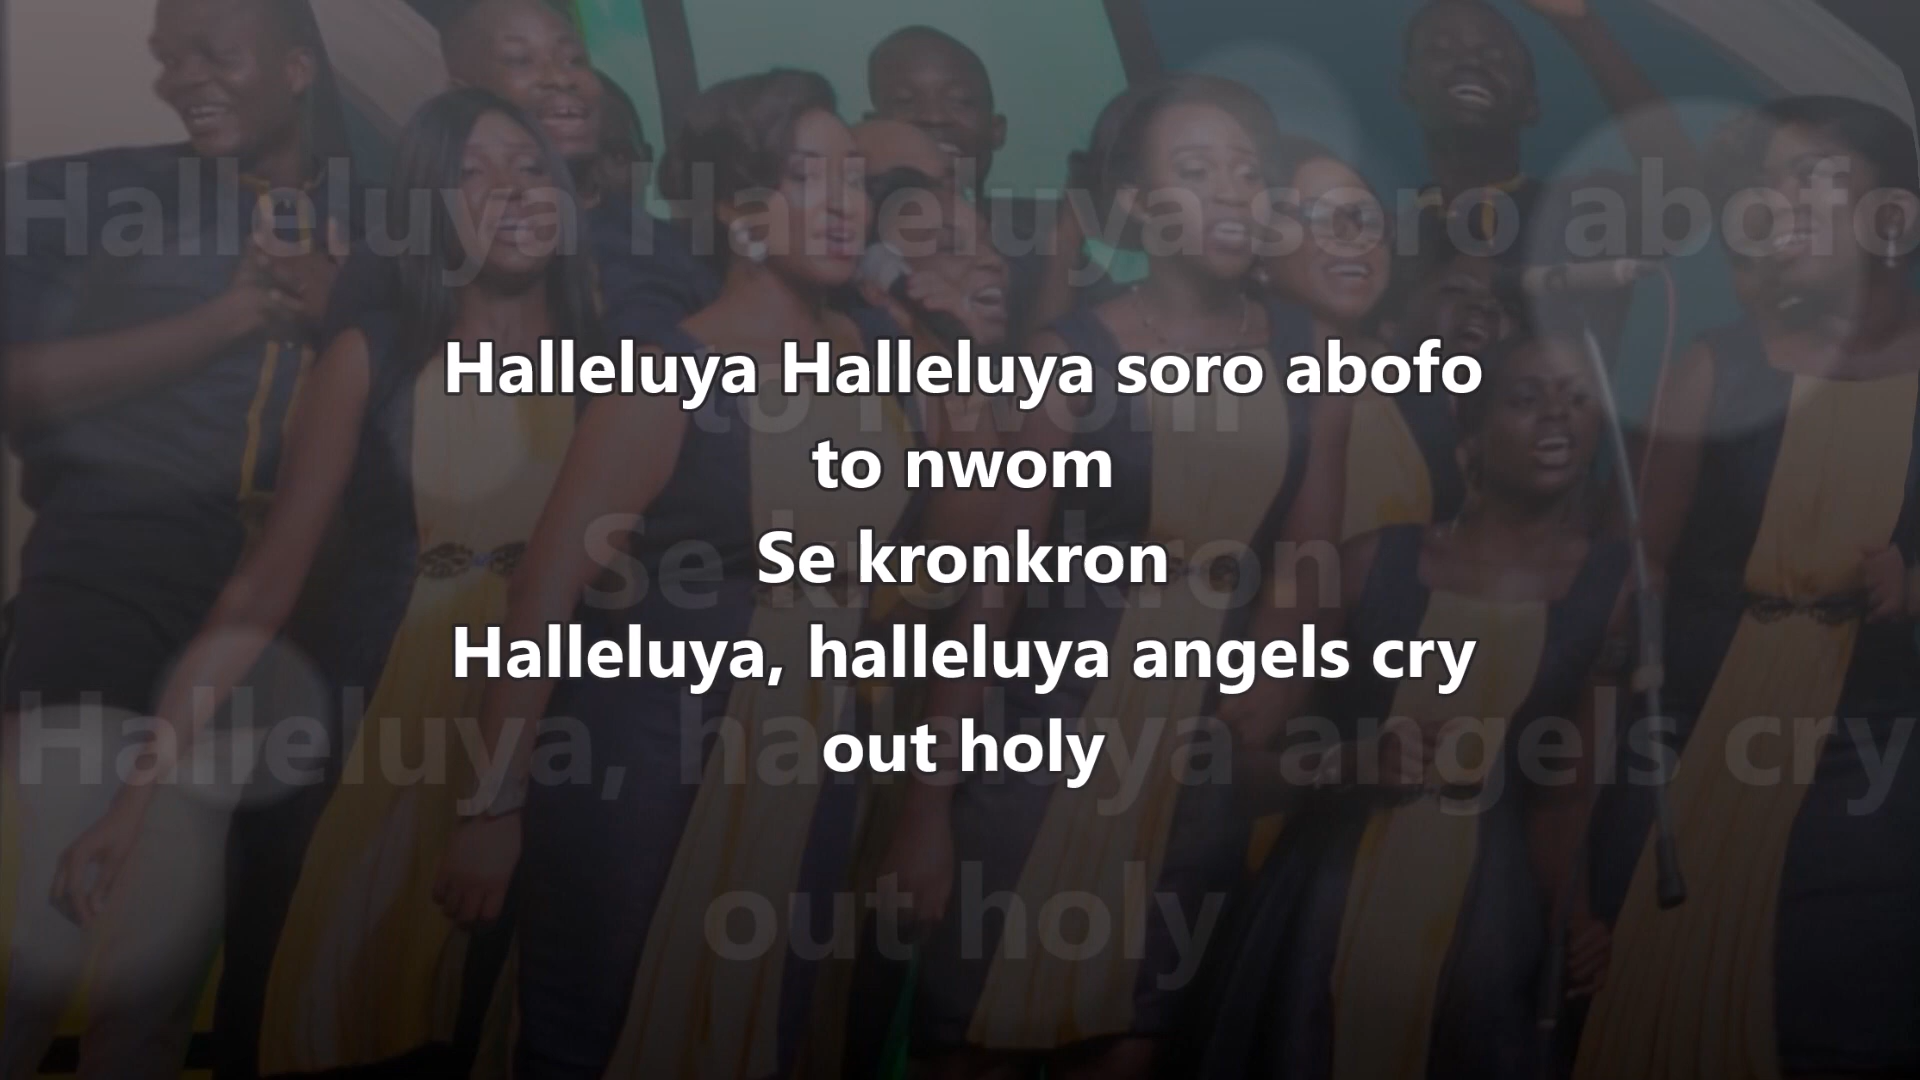 Halleluya Halleluya soro abofo
to nwom
Se kronkron
Halleluya, halleluya angels cry
out holy